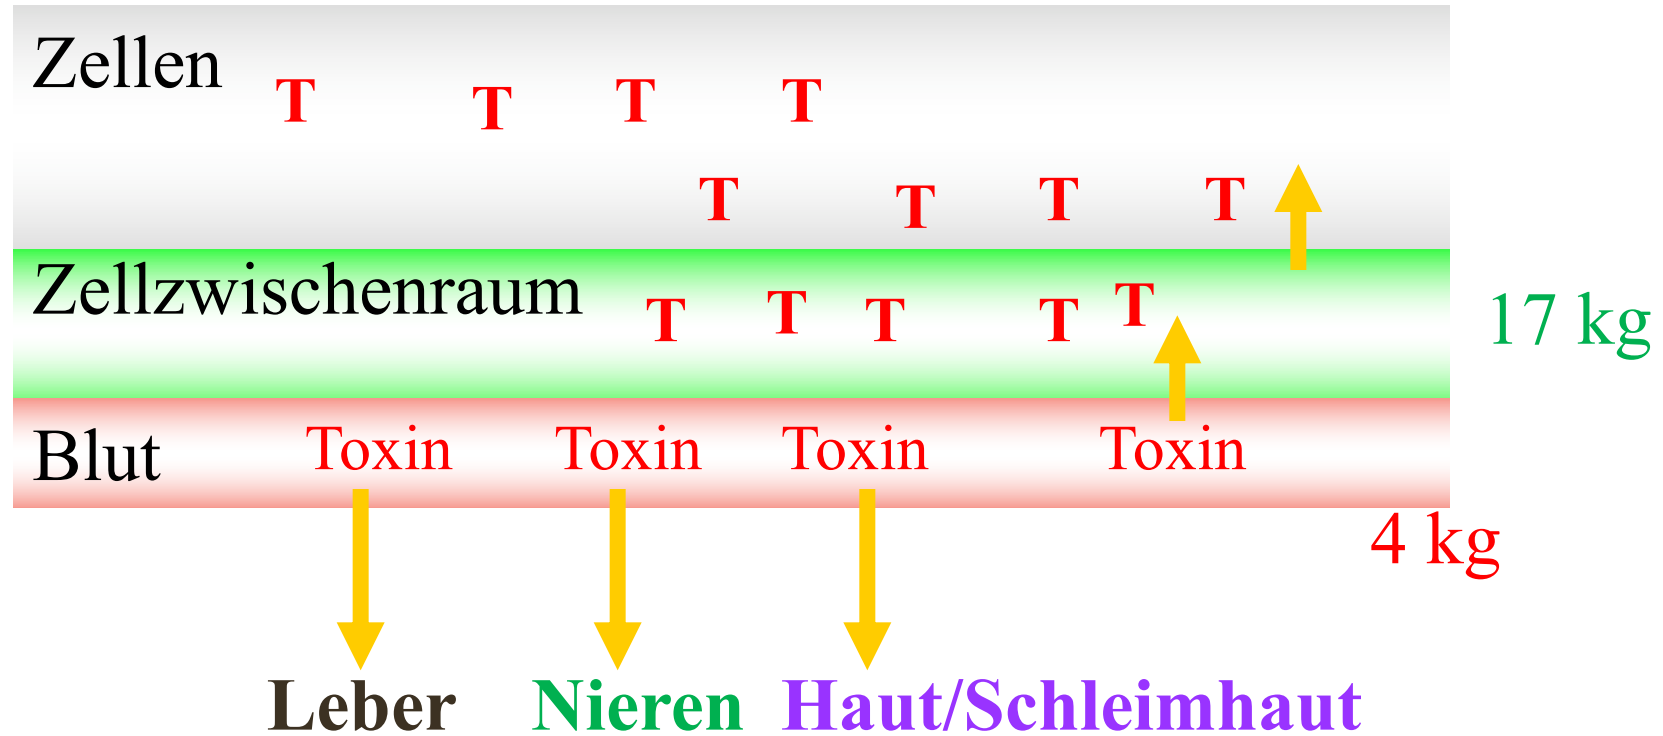 Zellen
T T T T
T T T T
Zellzwischenraum
T T T T T
17 kg
Blut
Toxin Toxin Toxin Toxin
4 kg
Leber Nieren Haut/Schleimhaut